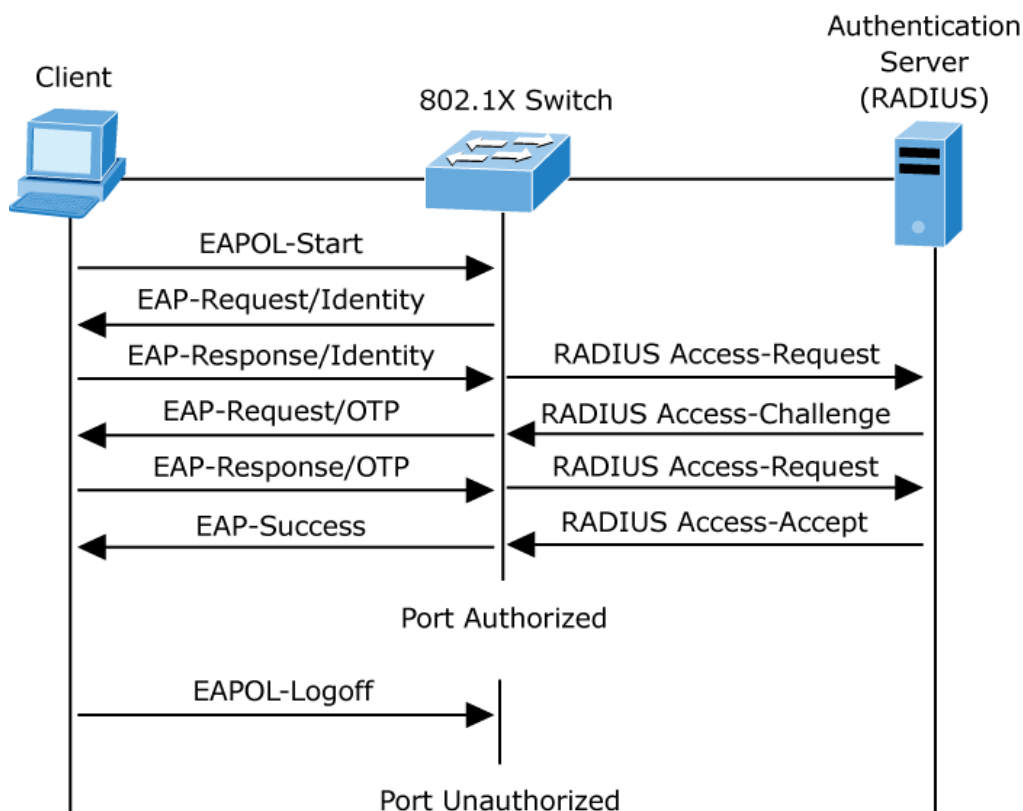 Authentication
Server
(RADIUS)
Client
802.1X Switch
EAPOL-Start
EAP-Request/Identity
EAP-Response/Identity
RADIUS Access-Request
EAP-Request/OTP
RADIUS Access-Challenge
EAP-Response/OTP
RADIUS Access-Request
EAP-Success
RADIUS Access-Accept
Port Authorized
EAPOL-Logoff
Port Unauthorized